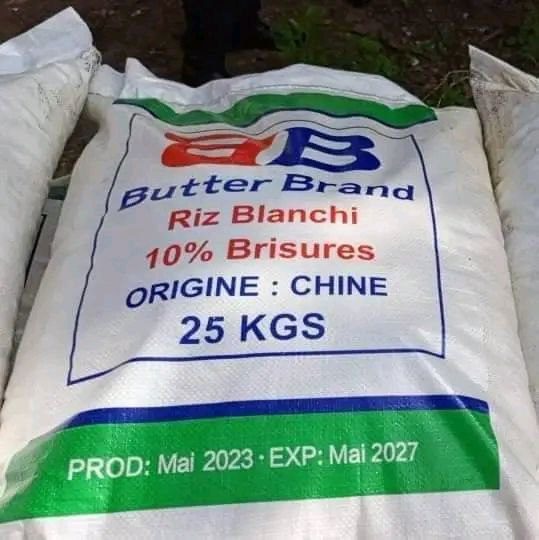 BB
Butter Brand
Riz Blanchi
10% Brisures
ORIGINE : CHINE
25 KGS
PROD: Mai 2023 · EXP: Mai 2027